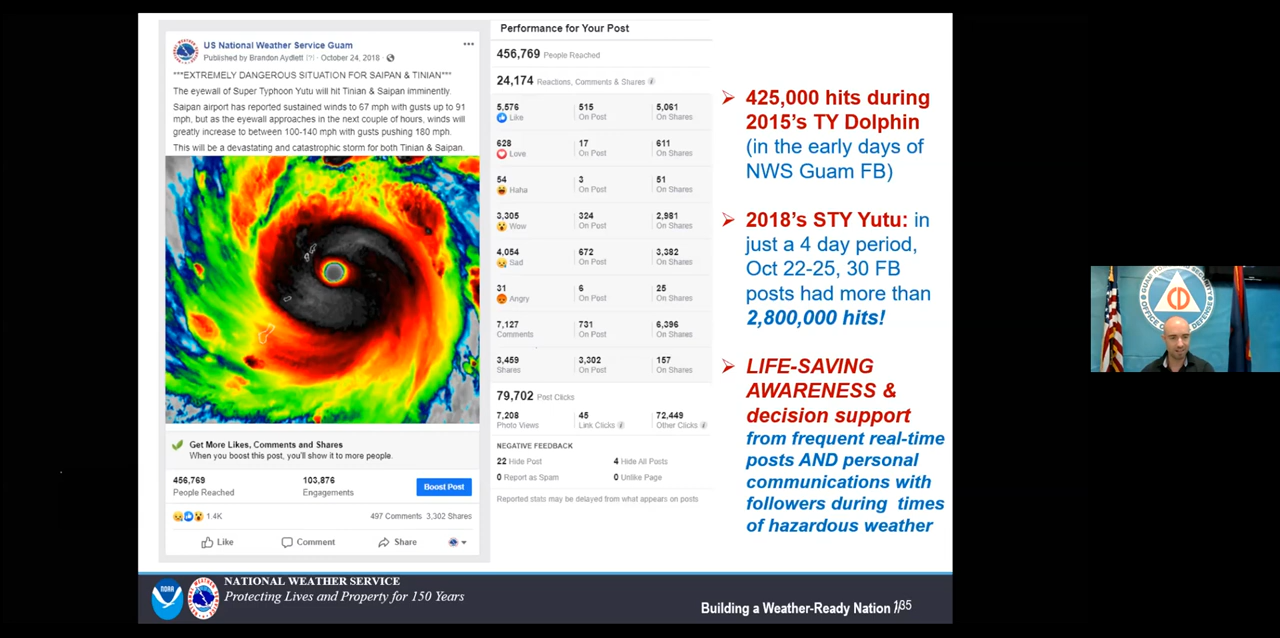 US National Weather Service Guam
Published by Brandon Aydlett [?] · October 24, 2018 ·
***EXTREMELY DANGEROUS SITUATION FOR SAIPAN & TINIAN***
The eyewall of Super Typhoon Yutu will hit Tinian & Saipan imminently.
Saipan airport has reported sustained winds to 67 mph with gusts up to 91
mph, but as the eyewall approaches in the next couple of hours, winds will
greatly increase to between 100-140 mph with gusts pushing 180 mph.
This will be a devastating and catastrophic storm for both Tinian & Saipan.
Get More Likes, Comments and Shares
When you boost this post, you'll show it to more people.
456,769 103,876
People Reached Engagements
Boost Post
1.4K 497 Comments 3,302 Shares
Like Comment Share
Performance for Your Post
456,769 People Reached
24,174 Reactions, Comments & Shares
5,576 515 5,061
Like On Post On Shares
628 17 611
Love On Post On Shares
54 3 51
Haha On Post On Shares
3,305 324 2,981
Wow On Post On Shares
4,054 672 3,382
Sad On Post On Shares
31 6 25
Angry On Post On Shares
7,127 731 6,396
Comments On Post On Shares
3,459 3,302 157
Shares On Post On Shares
79,702 Post Clicks
7,208 45 72,449
Photo Views Link Clicks Other Clicks
NEGATIVE FEEDBACK
22 Hide Post 4 Hide All Posts
0 Report as Spam 0 Unlike Page
Reported stats may be delayed from what appears on posts
425,000 hits during
2015's TY Dolphin
(in the early days of
NWS Guam FB)
2018's STY Yutu: in
just a 4 day period,
Oct 22-25, 30 FB
posts had more than
2,800,000 hits!
LIFE-SAVING
AWARENESS &
decision support
from frequent real-time
posts AND personal
communications with
followers during times
of hazardous weather
NOAA
NATIONAL WEATHER SERVICE
Protecting Lives and Property for 150 Years
Building a Weather-Ready Nation //
CD